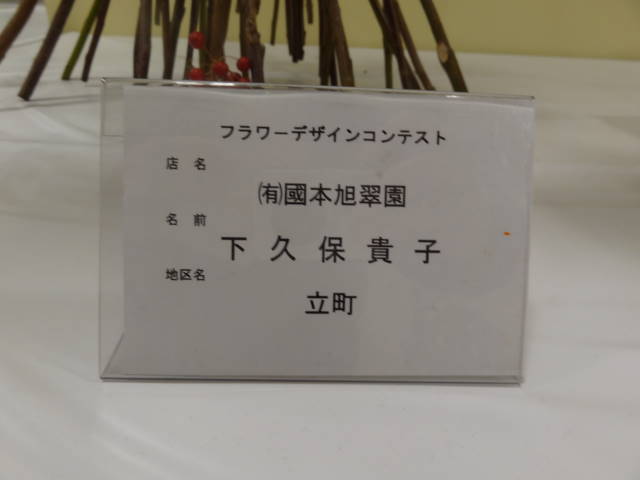 フラワーデザインコンテスト
店名
㈲國本旭翠園
名前
下久保貴子
地区名
立町